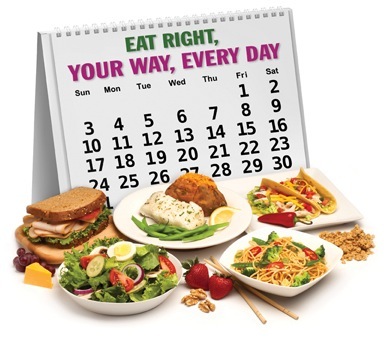 EAT RIGHT,
YOUR WAY, EVERY DAY
Sun Mon Tue Wed Thu Fri Sat
1 2
3 4 5 6 7 8 9
10 11 12 13 14 15 16
17 18 19 20 21 22 23
24 25 26 27 28 29 30